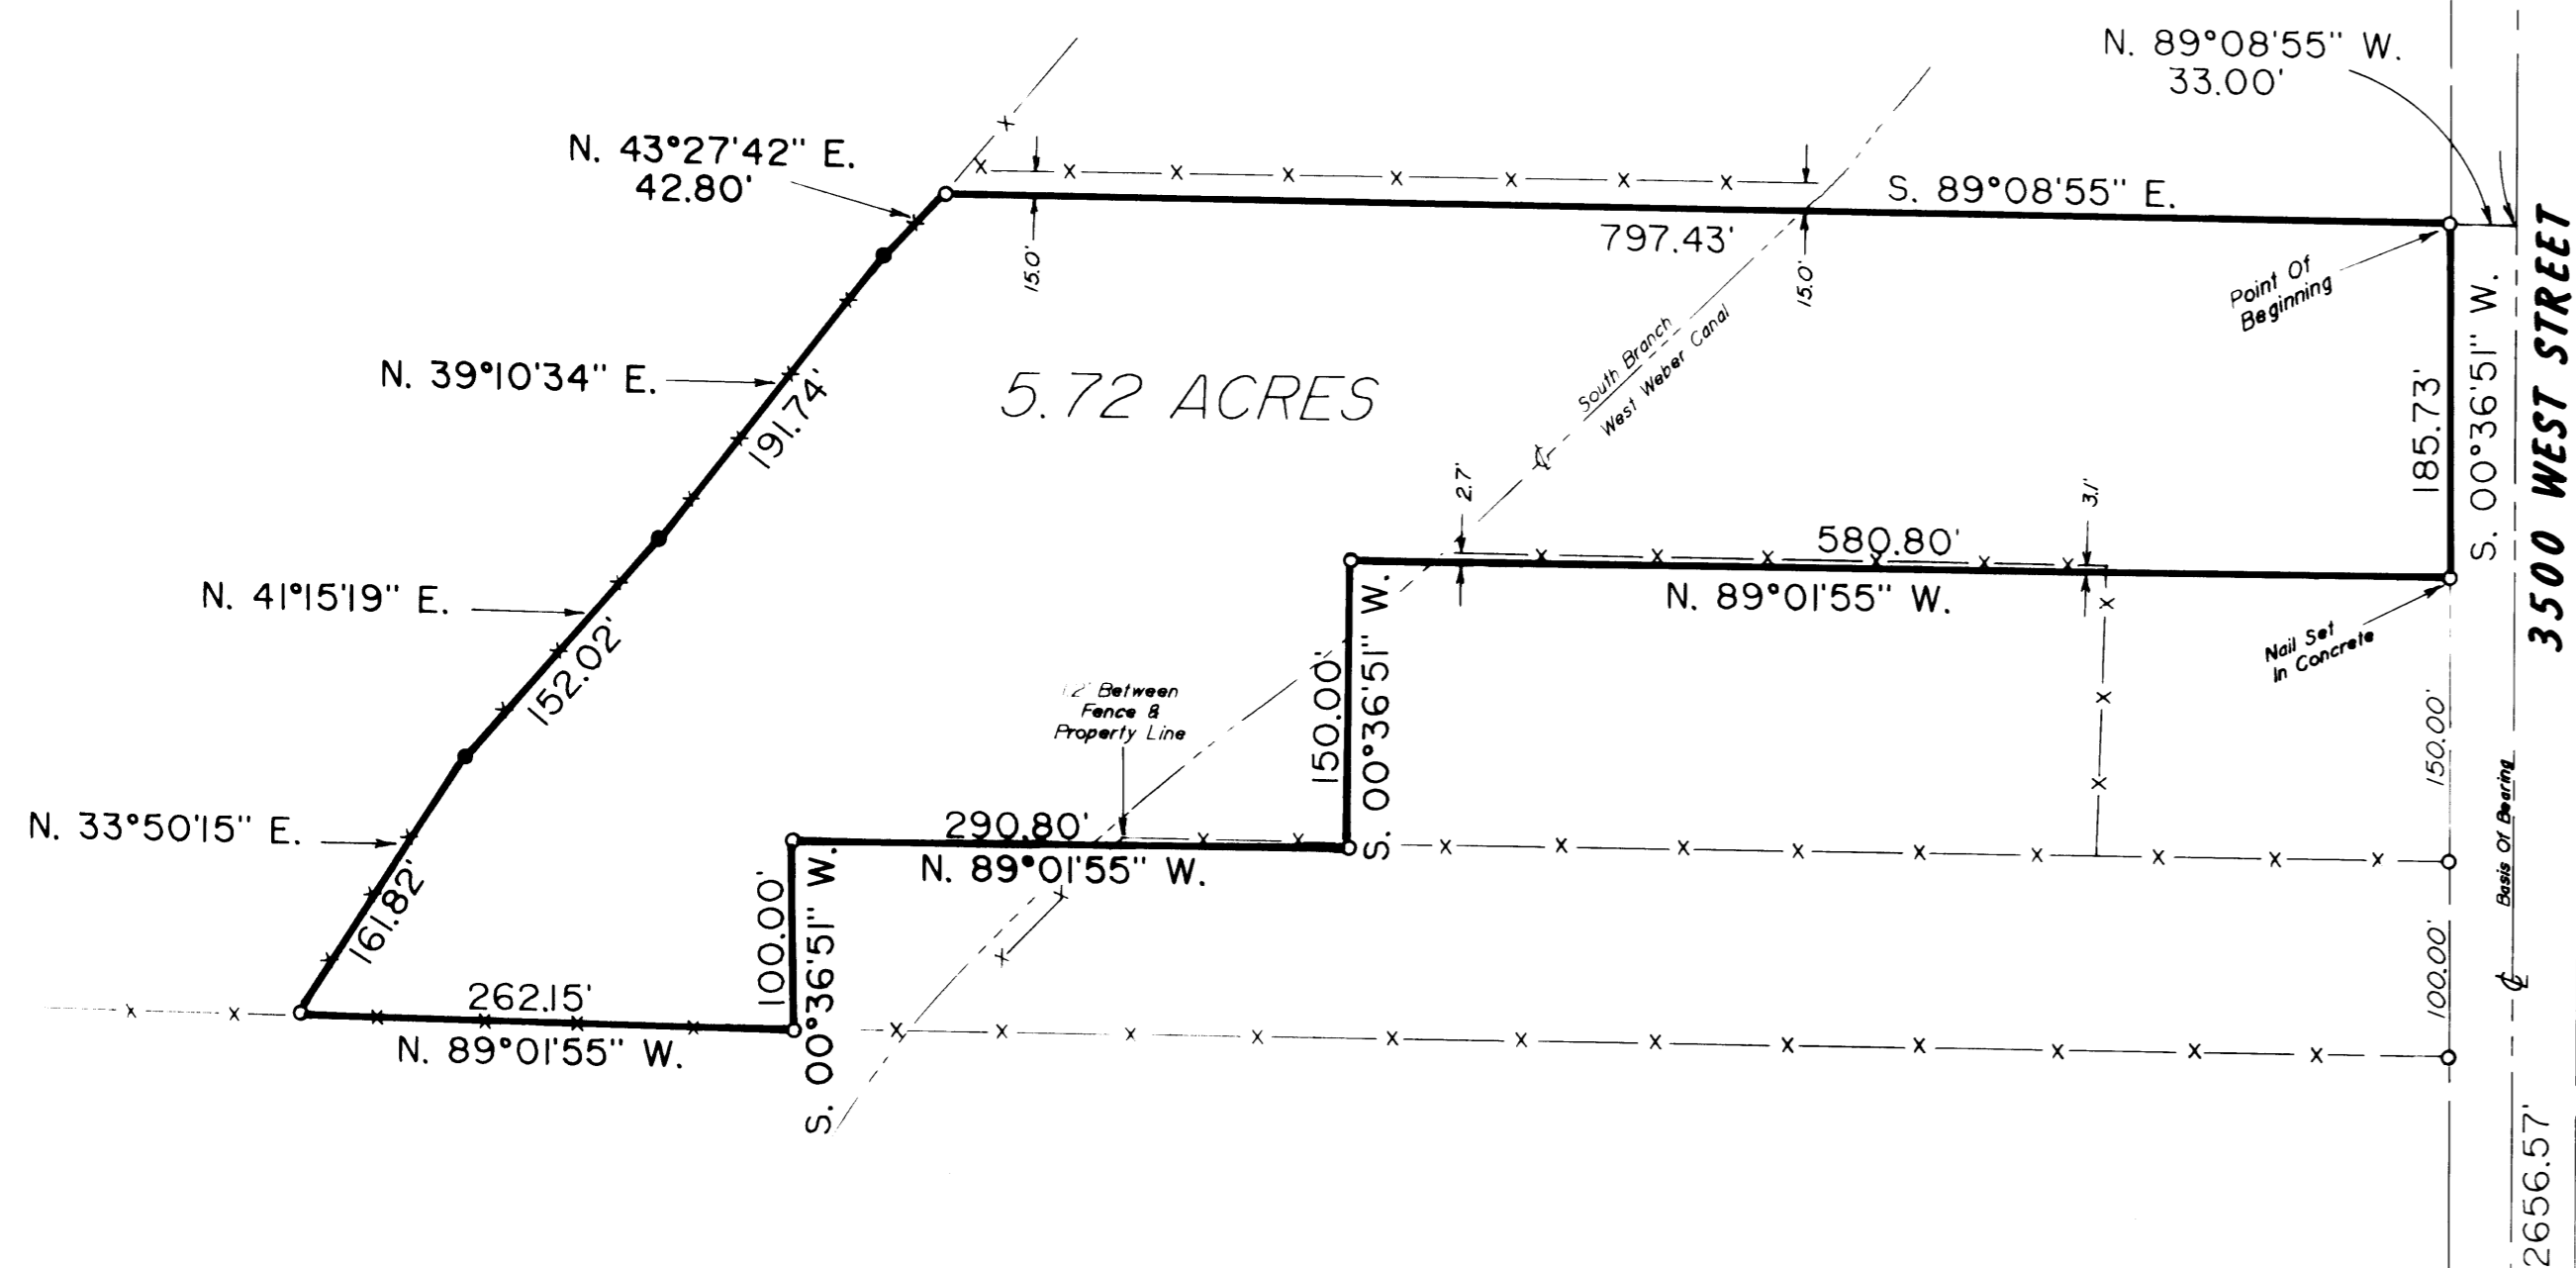 N. 89°08'55" W.
33.00'
N. 43°27'42" E.
42.80'
S. 89°08'55" E.
797.43'
15.0'
15.0'
Point Of
Beginning
3500 WEST STREET
S. 00°36'51" W.
185.73'
N. 39°10'34" E.
191.74'
5.72 ACRES
South Branch
West Weber Canal
2.7'
3.1'
580.80'
N. 89°01'55" W.
Nail Set
In Concrete
N. 41°15'19" E.
152.02'
Between
Fence &
Property Line
150.00'
S. 00°36'51" W.
150.00'
Basis Of Bearing
N. 33°50'15" E.
161.82'
290.80'
N. 89°01'55" W.
100.00'
S. 00°36'51" W.
100.00'
262.15'
N. 89°01'55" W.
2656.57'